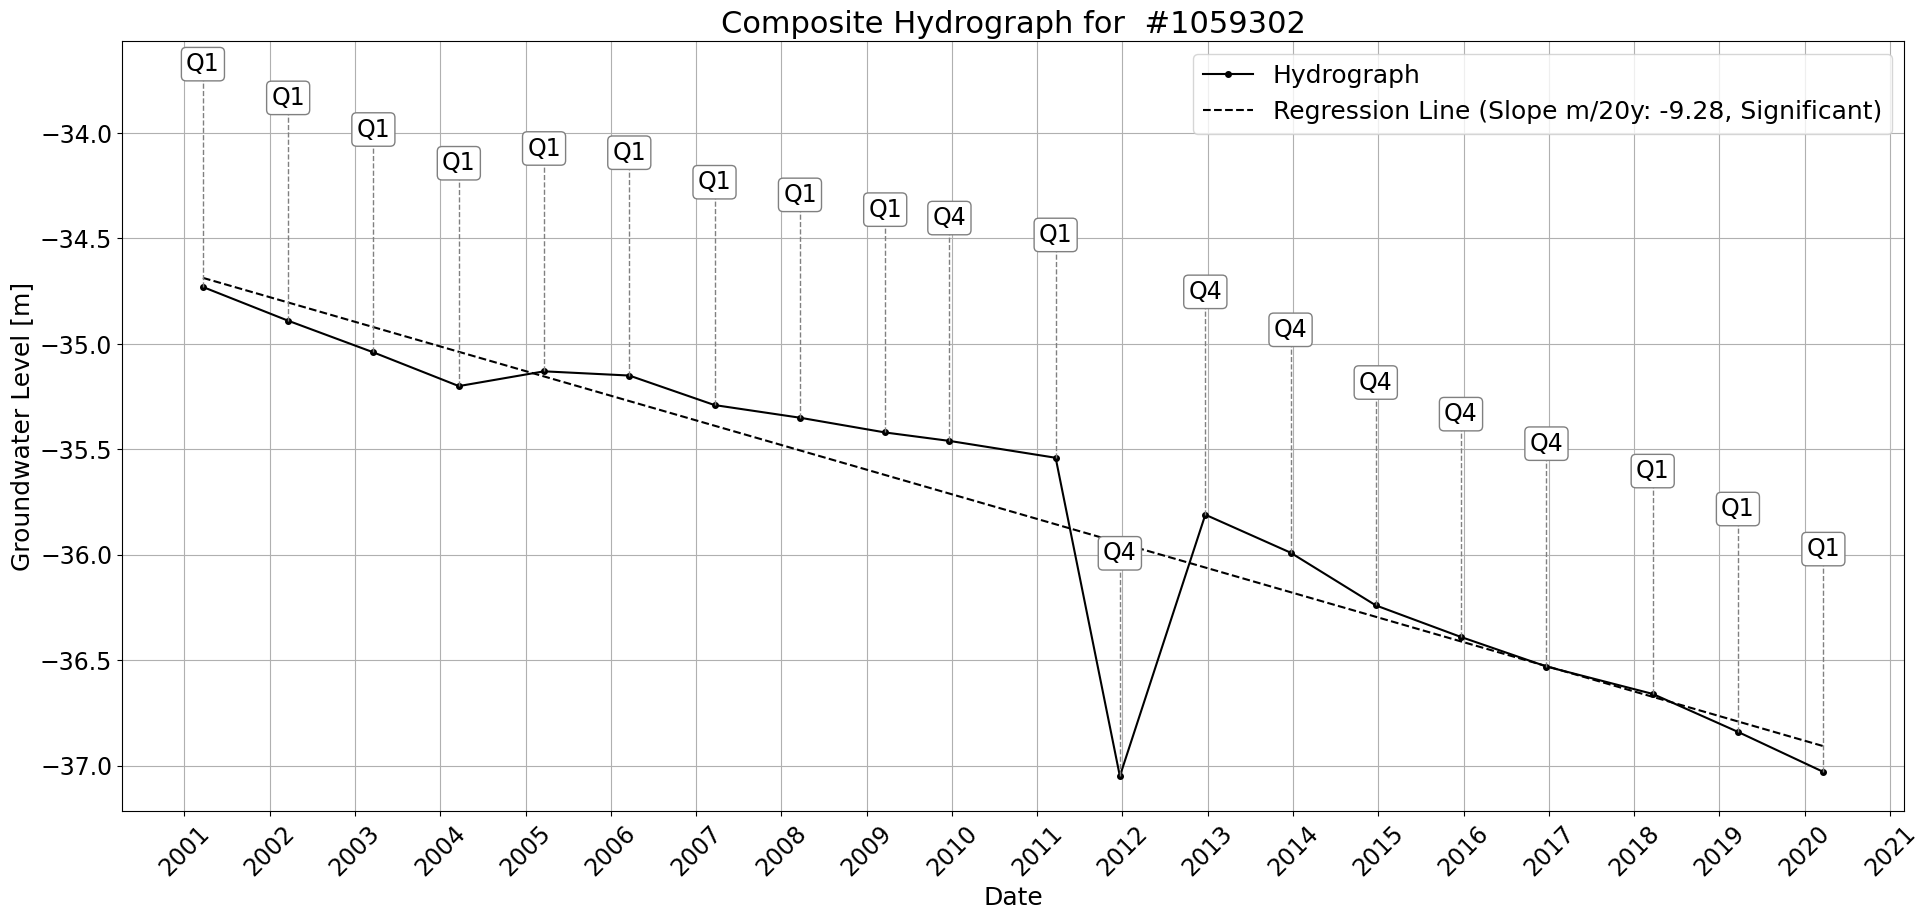 Composite Hydrograph for  #1059302
Hydrograph
Regression Line (Slope m/20y: -9.28, Significant)
Q1
Q1
Q1
Q1
Q1
Q1
Q1
Q1
Q1
Q4
Q1
Q4
Q4
Q4
Q4
Q4
Q4
Q1
Q1
Q1
Groundwater Level [m]
−34.0
−34.5
−35.0
−35.5
−36.0
−36.5
−37.0
2001
2002
2003
2004
2005
2006
2007
2008
2009
2010
2011
2012
2013
2014
2015
2016
2017
2018
2019
2020
2021
Date